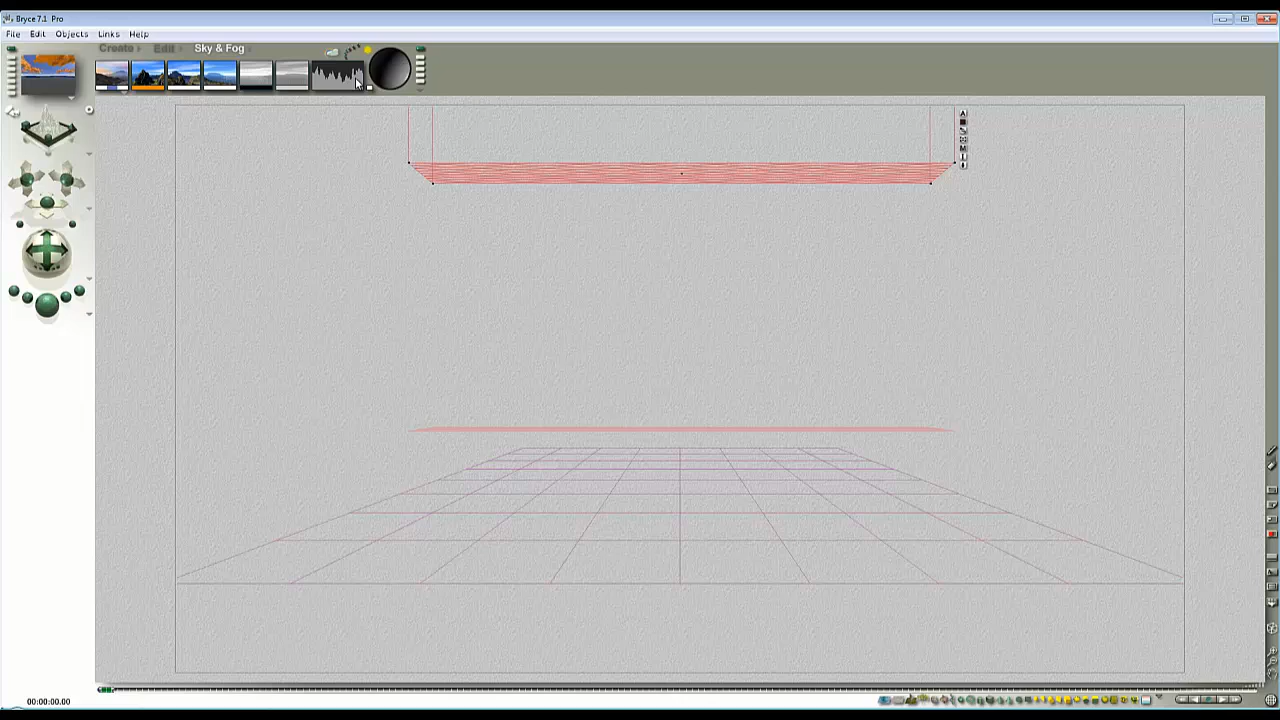 Bryce 7.1 Pro
File Edit Objects Links Help
Create Edit Sky & Fog
A
M
00:00:00.00